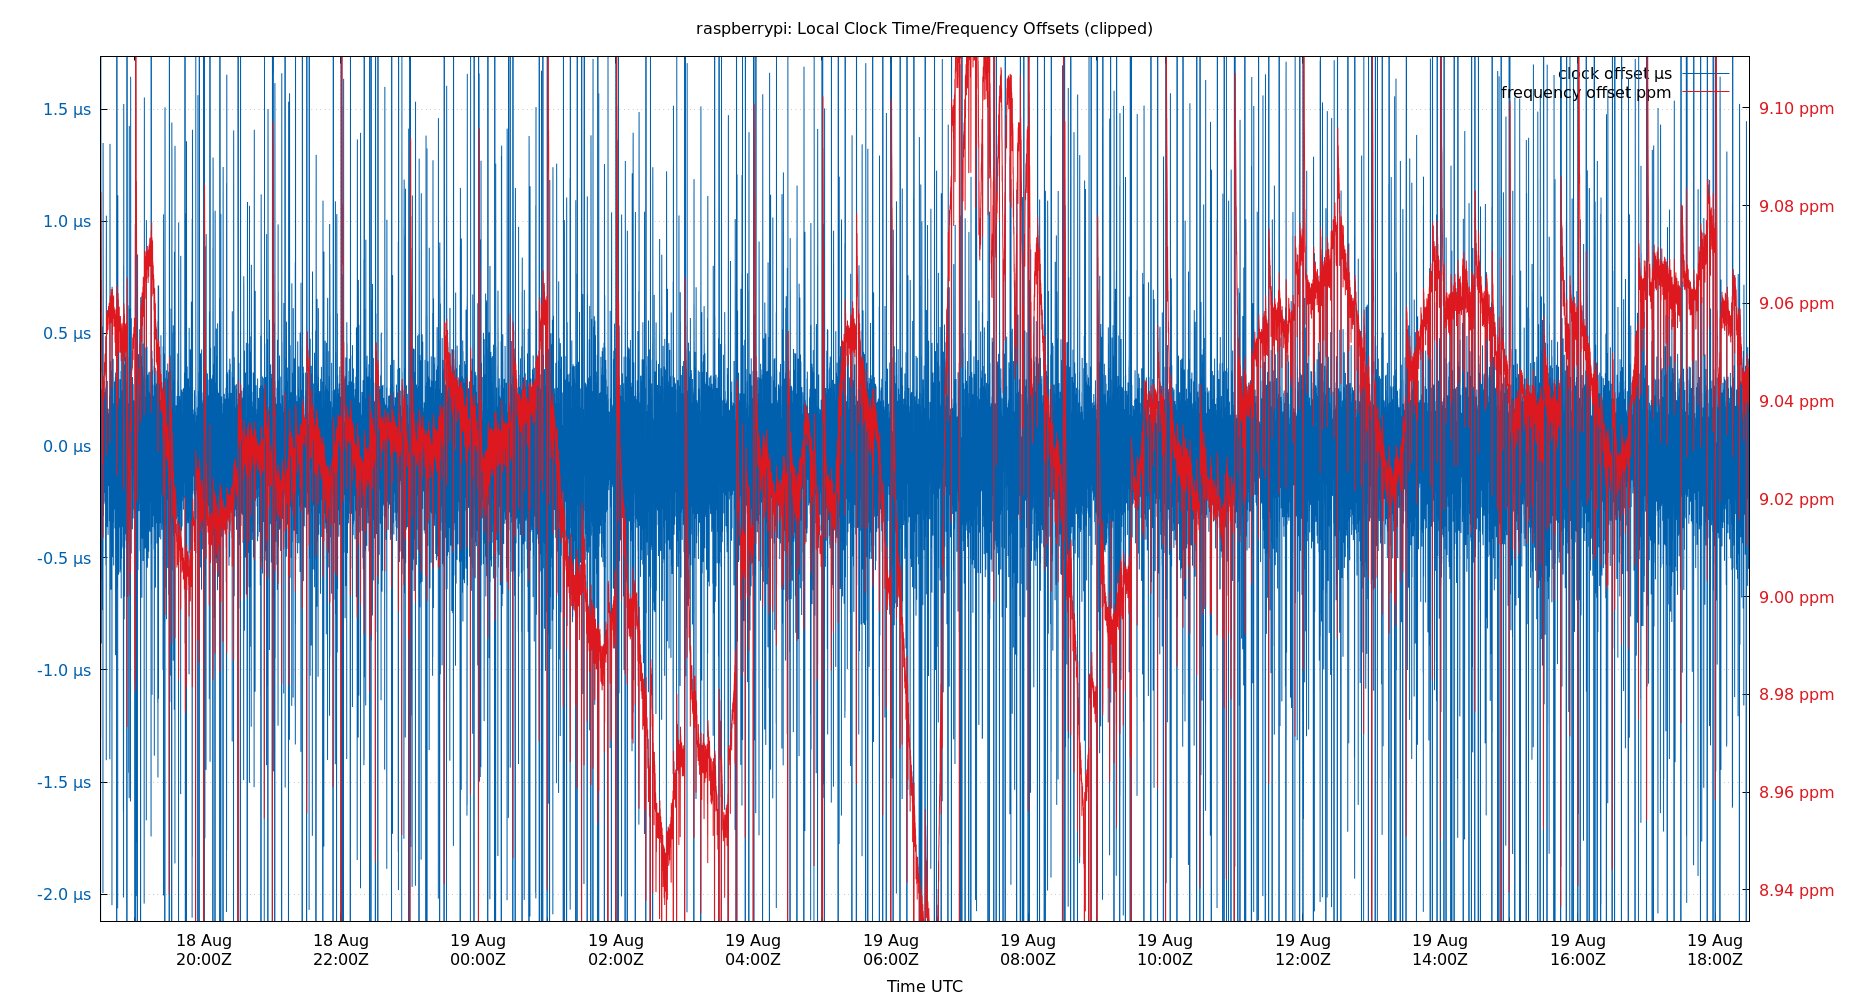 raspberrypi: Local Clock Time/Frequency Offsets (clipped)
clock offset µs
frequency offset ppm
1.5 µs
1.0 µs
0.5 µs
0.0 µs
-0.5 µs
-1.0 µs
-1.5 µs
-2.0 µs
9.10 ppm
9.08 ppm
9.06 ppm
9.04 ppm
9.02 ppm
9.00 ppm
8.98 ppm
8.96 ppm
8.94 ppm
18 Aug 18 Aug 19 Aug 19 Aug 19 Aug 19 Aug 19 Aug 19 Aug 19 Aug 19 Aug 19 Aug 19 Aug
20:00Z 22:00Z 00:00Z 02:00Z 04:00Z 06:00Z 08:00Z 10:00Z 12:00Z 14:00Z 16:00Z 18:00Z
Time UTC